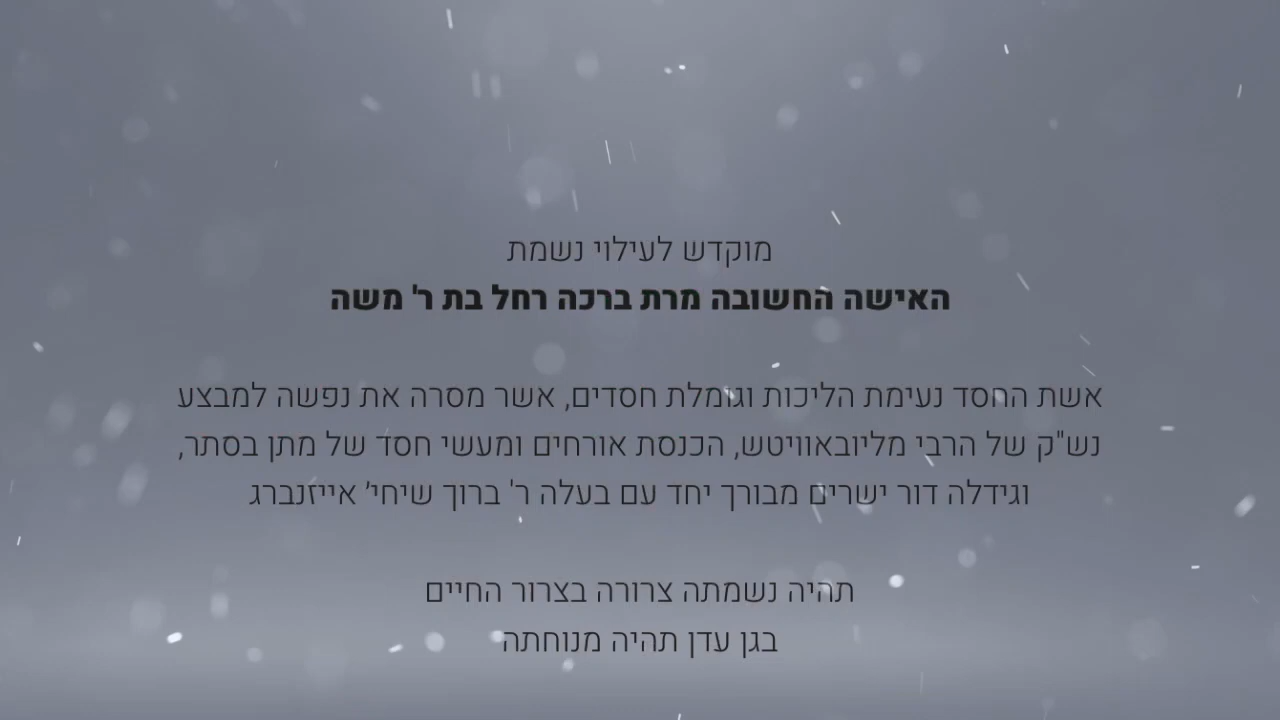 מוקדש לעילוי נשמת
האישה החשובה מרת ברכה רחל בת ר' משה
אשת החסד נעימת הליכות וגומלת חסדים, אשר מסרה את נפשה למבצע
נש"ק של הרבי מליובאוויטש, הכנסת אורחים ומעשי חסד של מתן בסתר,
וגידלה דור ישרים מבורך יחד עם בעלה ר' ברוך שיחי׳ אייזנברג
תהיה נשמתה צרורה בצרור החיים
בגן עדן תהיה מנוחתה